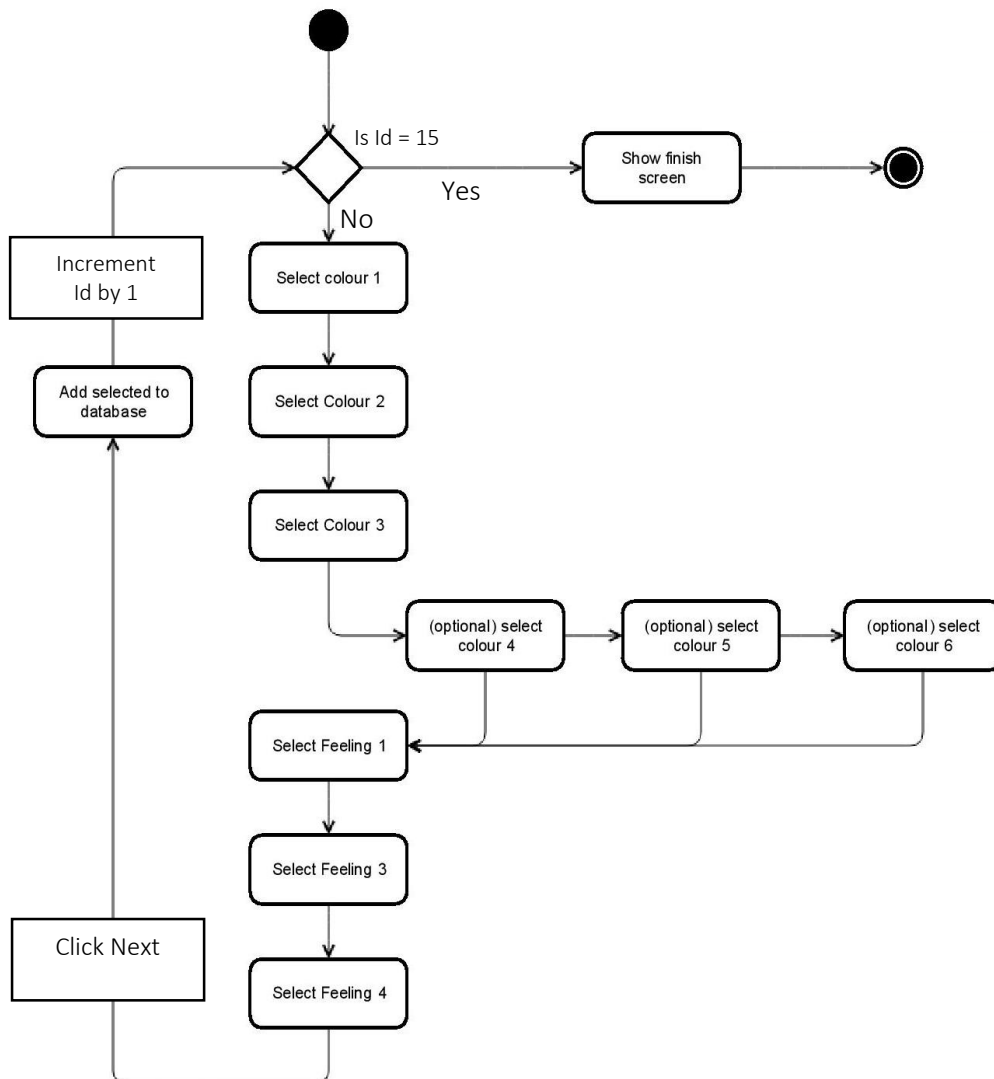 Is Id = 15
Show finish
screen
Yes
No
Increment
Id by 1
Select colour 1
Add selected to
database
Select Colour 2
Select Colour 3
(optional) select
colour 4
(optional) select
colour 5
(optional) select
colour 6
Select Feeling 1
Select Feeling 3
Click Next
Select Feeling 4